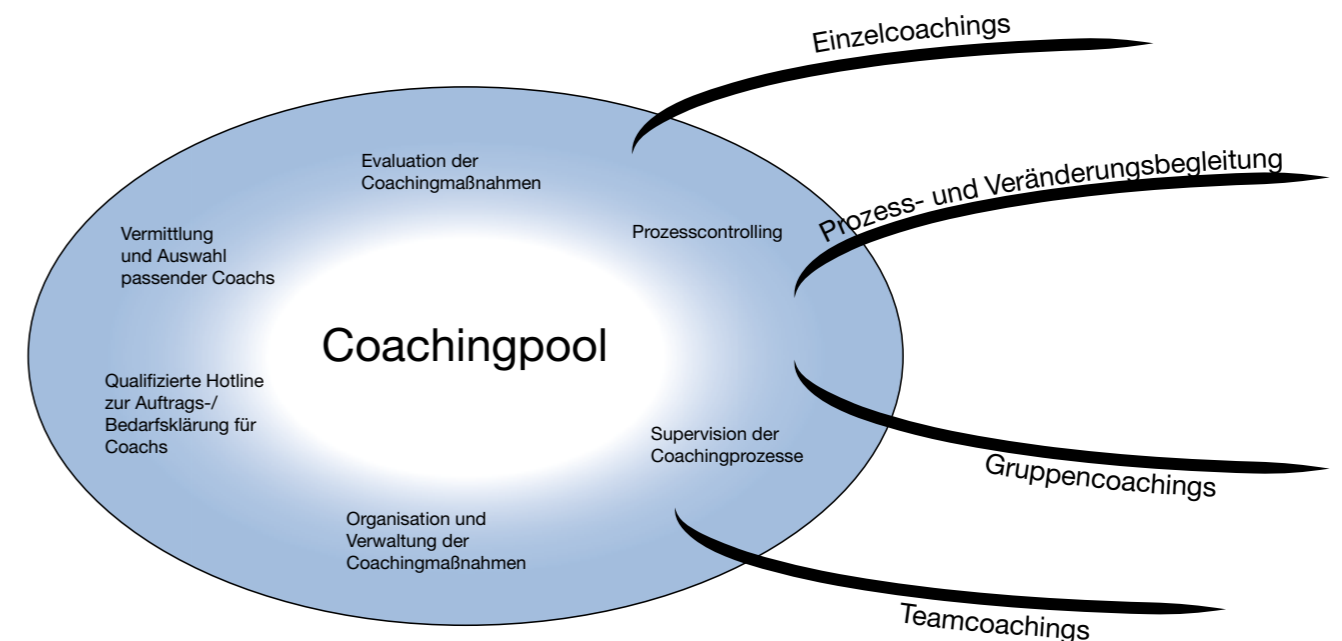 Einzelcoachings
Prozess- und Veränderungsbegleitung
Evaluation der
Coachingmaßnahmen
Prozesscontrolling
Vermittlung
und Auswahl
passender Coachs
Coachingpool
Qualifizierte Hotline
zur Auftrags-/
Bedarfsklärung für
Coachs
Supervision der
Coachingprozesse
Gruppencoachings
Organisation und
Verwaltung der
Coachingmaßnahmen
Teamcoachings